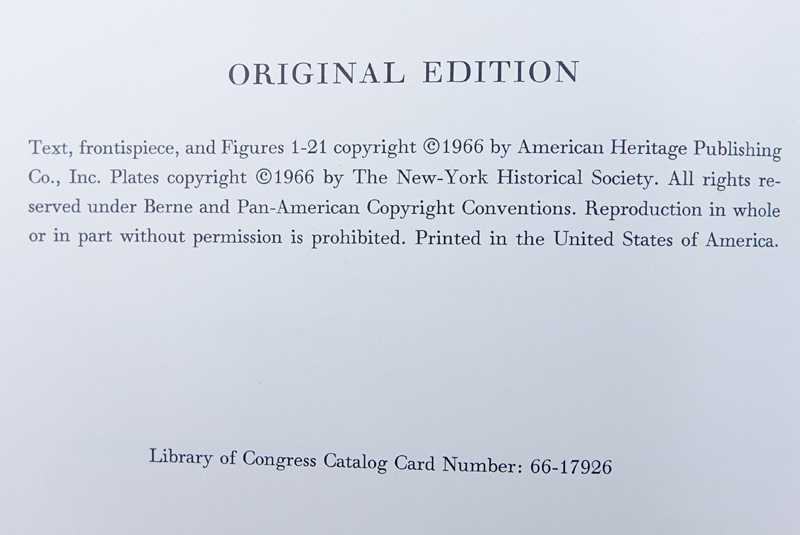 ORIGINAL EDITION
Text, frontispiece, and Figures 1-21 copyright ©1966 by American Heritage Publishing
Co., Inc. Plates copyright ©1966 by The New-York Historical Society. All rights re-
served under Berne and Pan-American Copyright Conventions. Reproduction in whole
or in part without permission is prohibited. Printed in the United States of America.
Library of Congress Catalog Card Number: 66-17926